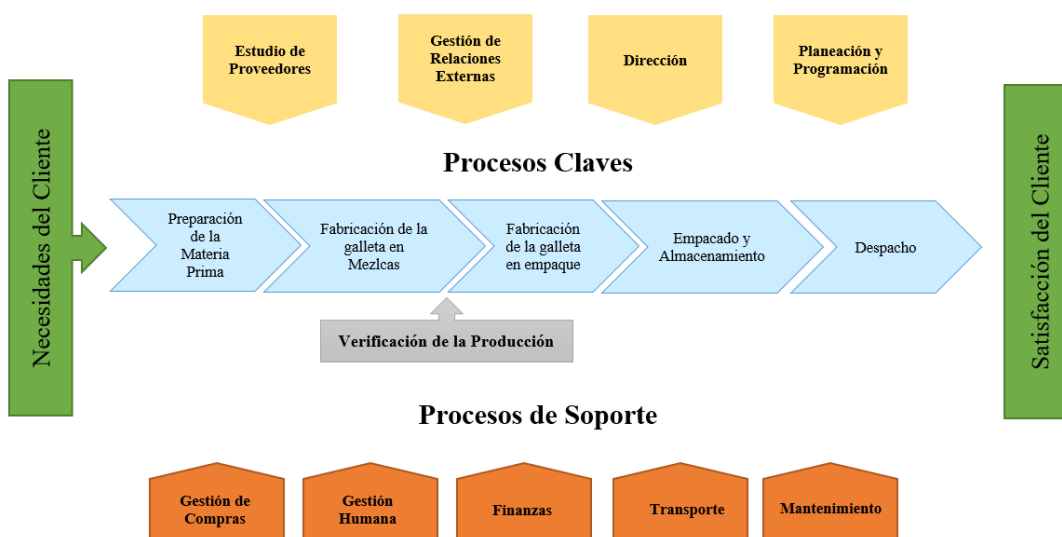 Estudio de
Proveedores
Gestión de
Relaciones
Externas
Dirección
Planeación y
Programación
Necesidades del Cliente
Procesos Claves
Preparación
de la
Materia
Prima
Fabricación de la
galleta en
Mezlcas
Fabricación
de la galleta
en empaque
Empacado y
Almacenamiento
Despacho
Verificación de la Producción
Satisfacción del Cliente
Procesos de Soporte
Gestión de
Compras
Gestión
Humana
Finanzas
Transporte
Mantenimiento